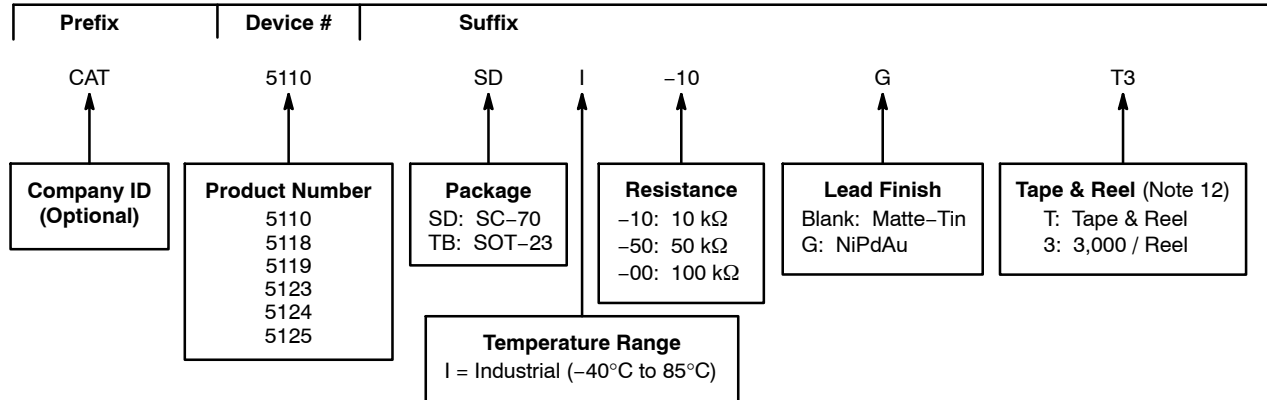 Prefix Device # Suffix
CAT 5110 SD I −10 G T3
Company ID
(Optional)
Product Number
5110
5118
5119
5123
5124
5125
Package
SD: SC−70
TB: SOT−23
Resistance
−10: 10 kΩ
−50: 50 kΩ
−00: 100 kΩ
Lead Finish
Blank: Matte−Tin
G: NiPdAu
Tape & Reel (Note 12)
T: Tape & Reel
3: 3,000 / Reel
Temperature Range
I = Industrial (−40°C to 85°C)